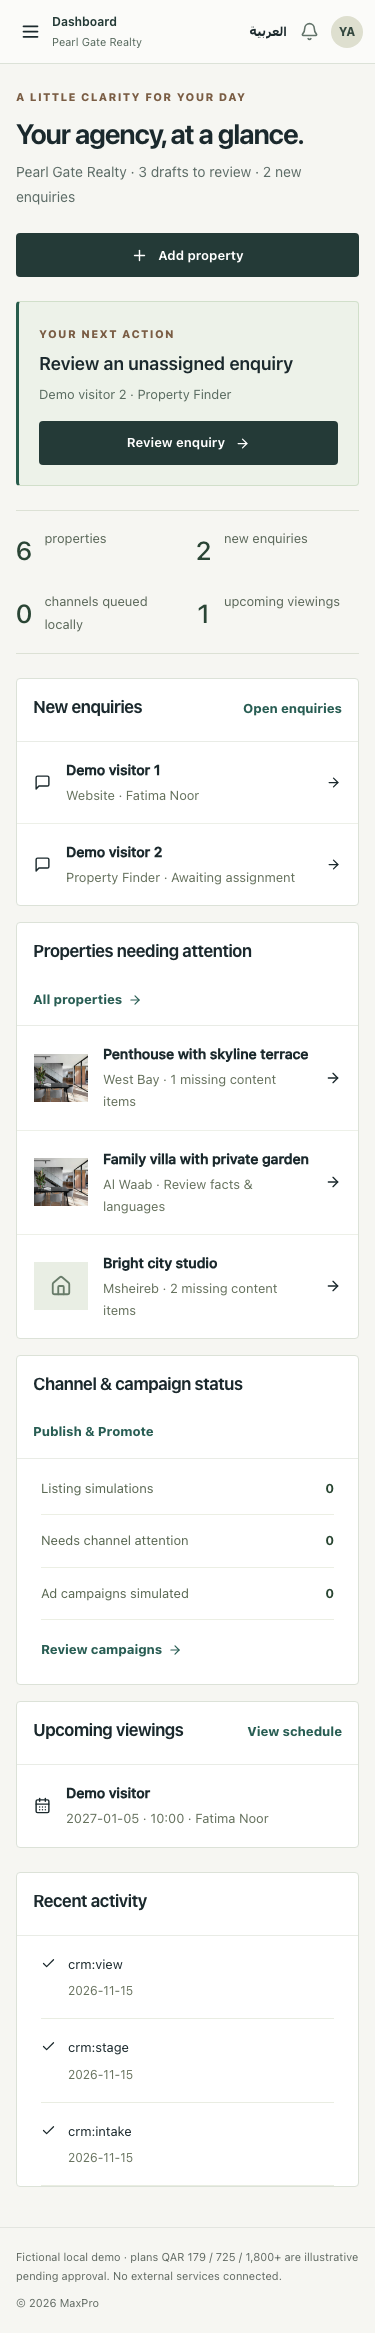 Dashboard
Pearl Gate Realty
العربية
YA
A LITTLE CLARITY FOR YOUR DAY
Your agency, at a glance.
Pearl Gate Realty · 3 drafts to review · 2 new
enquiries
Add property
YOUR NEXT ACTION
Review an unassigned enquiry
Demo visitor 2 · Property Finder
Review enquiry
6 properties
2 new enquiries
0 channels queued
locally
1 upcoming viewings
New enquiries
Open enquiries
Demo visitor 1
Website · Fatima Noor
Demo visitor 2
Property Finder · Awaiting assignment
Properties needing attention
All properties
Penthouse with skyline terrace
West Bay · 1 missing content
items
Family villa with private garden
Al Waab · Review facts &
languages
Bright city studio
Msheireb · 2 missing content
items
Channel & campaign status
Publish & Promote
Listing simulations 0
Needs channel attention 0
Ad campaigns simulated 0
Review campaigns
Upcoming viewings
View schedule
Demo visitor
2027-01-05 · 10:00 · Fatima Noor
Recent activity
crm:view
2026-11-15
crm:stage
2026-11-15
crm:intake
2026-11-15
Fictional local demo · plans QAR 179 / 725 / 1,800+ are illustrative
pending approval. No external services connected.
© 2026 MaxPro